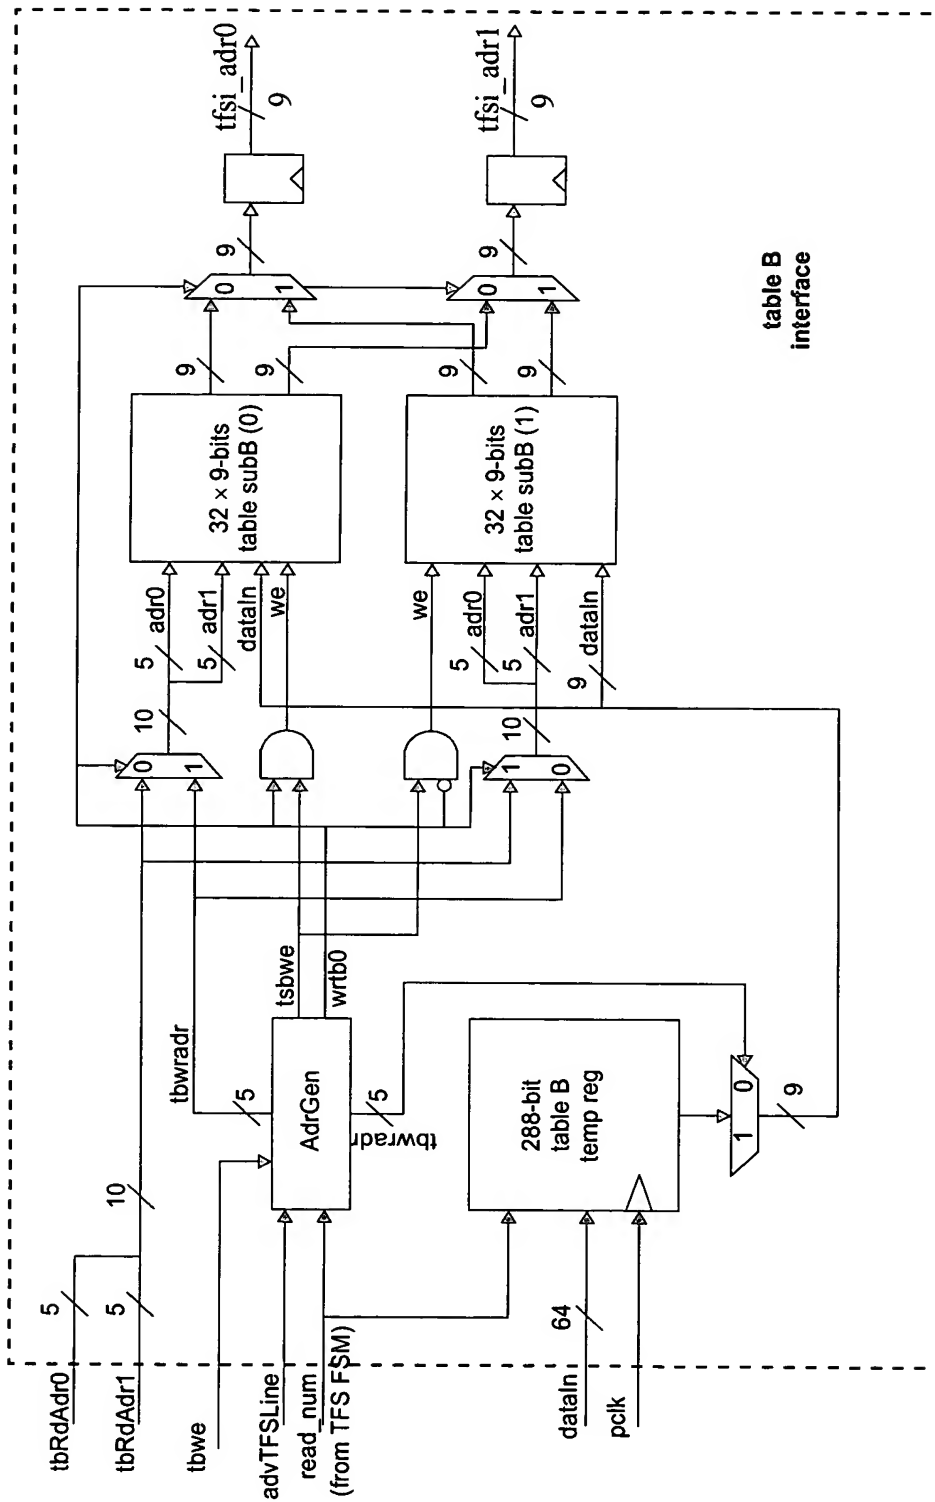 tbRdAdr0
5
tbRdAdr1
5
10
tbwe
advTFSLine
read_num
(from TFS FSM)
dataIn
64
pclk
tbwradr
5
AdrGen
tsbwe
wrtb0
tbwradr
5
288-bit
table B
temp reg
1
0
9
0
1
10
5
adr0
5
adr1
dataIn
we
32 × 9-bits
table subB (0)
9
9
we
5
adr0
5
adr1
9
dataIn
1
0
10
32 × 9-bits
table subB (1)
9
9
0
1
9
tfsi_adr0
9
0
1
9
tfsi_adr1
9
table B
interface